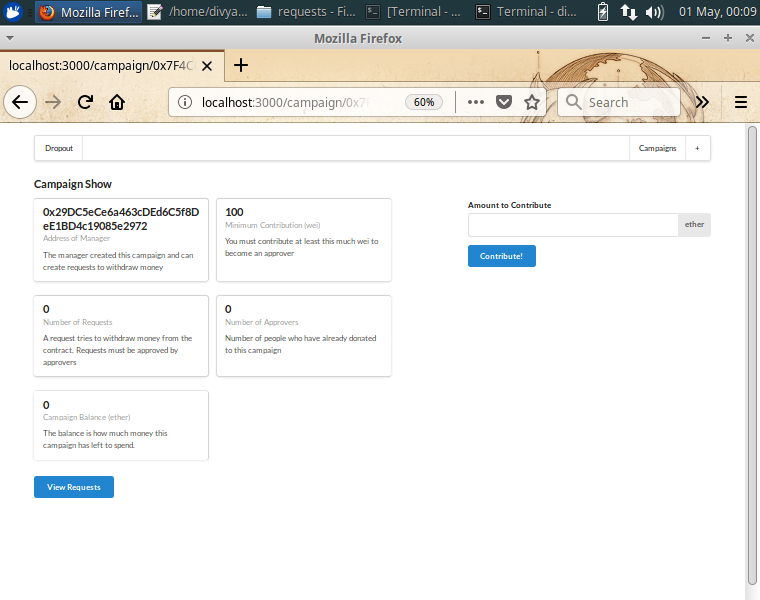 Mozilla Firef...
/home/divya...
requests - Fi...
[Terminal - ...
Terminal - di...
01 May, 00:09
Mozilla Firefox
localhost:3000/campaign/0x7F4C
localhost:3000/campaign/0x7F
60%
Search
Dropout
Campaigns
+
Campaign Show
0x29DC5eCe6a463cDEd6C5f8D
eE1BD4c19085e2972
Address of Manager
The manager created this campaign and can
create requests to withdraw money
100
Minimum Contribution (wei)
You must contribute at least this much wei to
become an approver
Amount to Contribute
ether
Contribute!
0
Number of Requests
A request tries to withdraw money from the
contract. Requests must be approved by
approvers
0
Number of Approvers
Number of people who have already donated
to this campaign
0
Campaign Balance (ether)
The balance is how much money this
campaign has left to spend.
View Requests